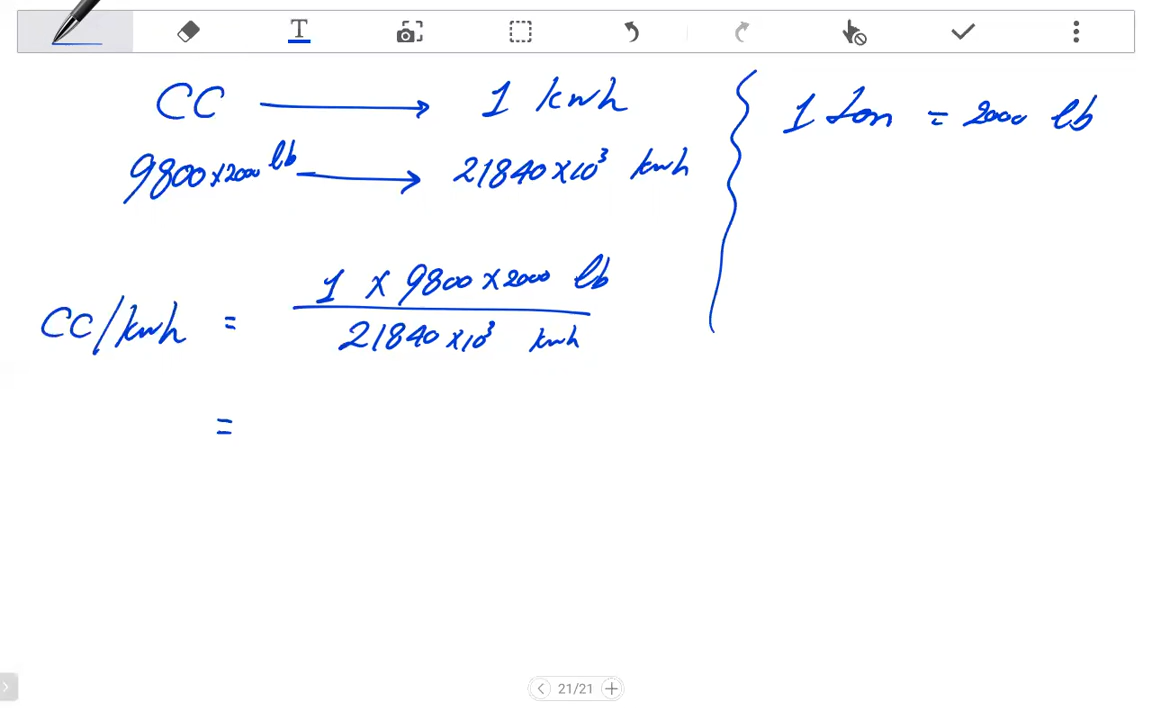 T
CC → 1 kwh
9800×2000 lb → 21840×10³ kwh
1 Ton = 2000 lb
CC/kwh = 1 × 9800 × 2000 lb
21840×10³ kwh
=
21/21